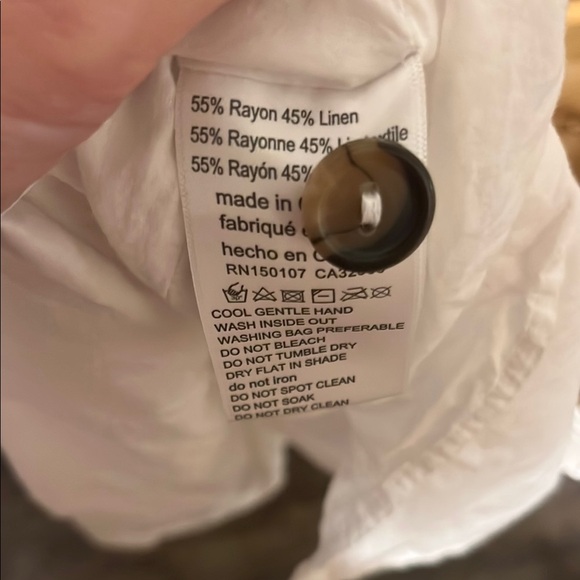 55% Rayon 45% Linen
55% Rayonne 45%
55% Rayón 45%
made in
fabriqué
hecho en
RN150107
COOL GENTLE HAND
WASH INSIDE OUT
WASHING BAG PREFERABLE
DO NOT BLEACH
DO NOT TUMBLE DRY
DRY FLAT IN SHADE
do not iron
DO NOT SPOT CLEAN
DO NOT SOAK
DO NOT DRY CLEAN